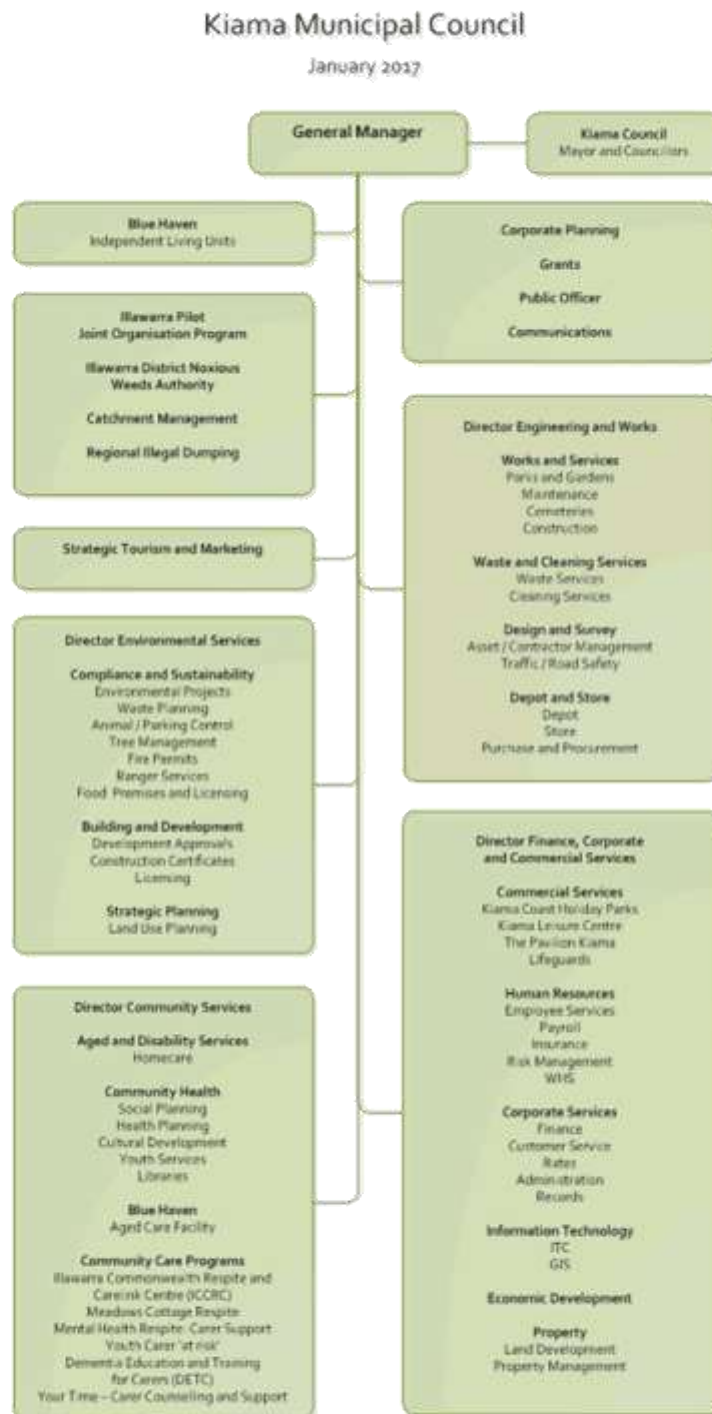 Kiama Municipal Council
January 2017
General Manager
Kiama Council
Mayor and Councillors
Blue Haven
Independent Living Units
Corporate Planning
Grants
Public Officer
Communications
Illawarra Pilot
Joint Organisation Program
Illawarra District Noxious
Weeds Authority
Catchment Management
Regional Illegal Dumping
Director Engineering and Works
Works and Services
Parks and Gardens
Maintenance
Cemeteries
Construction
Waste and Cleaning Services
Waste Services
Cleaning Services
Design and Survey
Asset / Contractor Management
Traffic / Road Safety
Depot and Store
Depot
Store
Purchase and Procurement
Strategic Tourism and Marketing
Director Environmental Services
Compliance and Sustainability
Environmental Projects
Waste Planning
Animal / Parking Control
Tree Management
Fire Permits
Ranger Services
Food Premises and Licensing
Building and Development
Development Approvals
Construction Certificates
Licensing
Strategic Planning
Land Use Planning
Director Finance, Corporate
and Commercial Services
Commercial Services
Kiama Coast Holiday Parks
Kiama Leisure Centre
The Pavilion Kiama
Lifeguards
Human Resources
Employee Services
Payroll
Insurance
Risk Management
WHS
Corporate Services
Finance
Customer Service
Rates
Administration
Records
Information Technology
ITC
GIS
Economic Development
Property
Land Development
Property Management
Director Community Services
Aged and Disability Services
Homecare
Community Health
Social Planning
Health Planning
Cultural Development
Youth Services
Libraries
Blue Haven
Aged Care Facility
Community Care Programs
Illawarra Commonwealth Respite and
Carelink Centre (ICCRC)
Meadows Cottage Respite
Mental Health Respite: Carer Support
Youth Carer 'at risk'
Dementia Education and Training
for Carers (DETC)
Your Time – Carer Counselling and Support